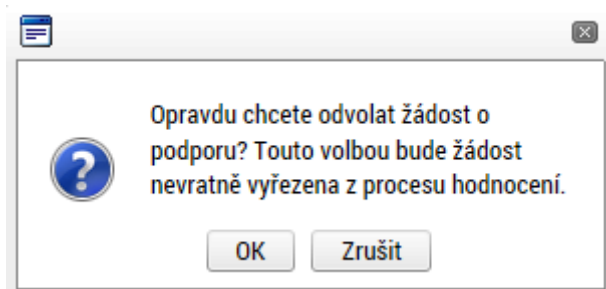 Opravdu chcete odvolat žádost o
podporu? Touto volbou bude žádost
nevratně vyřezena z procesu hodnocení.
OK
Zrušit